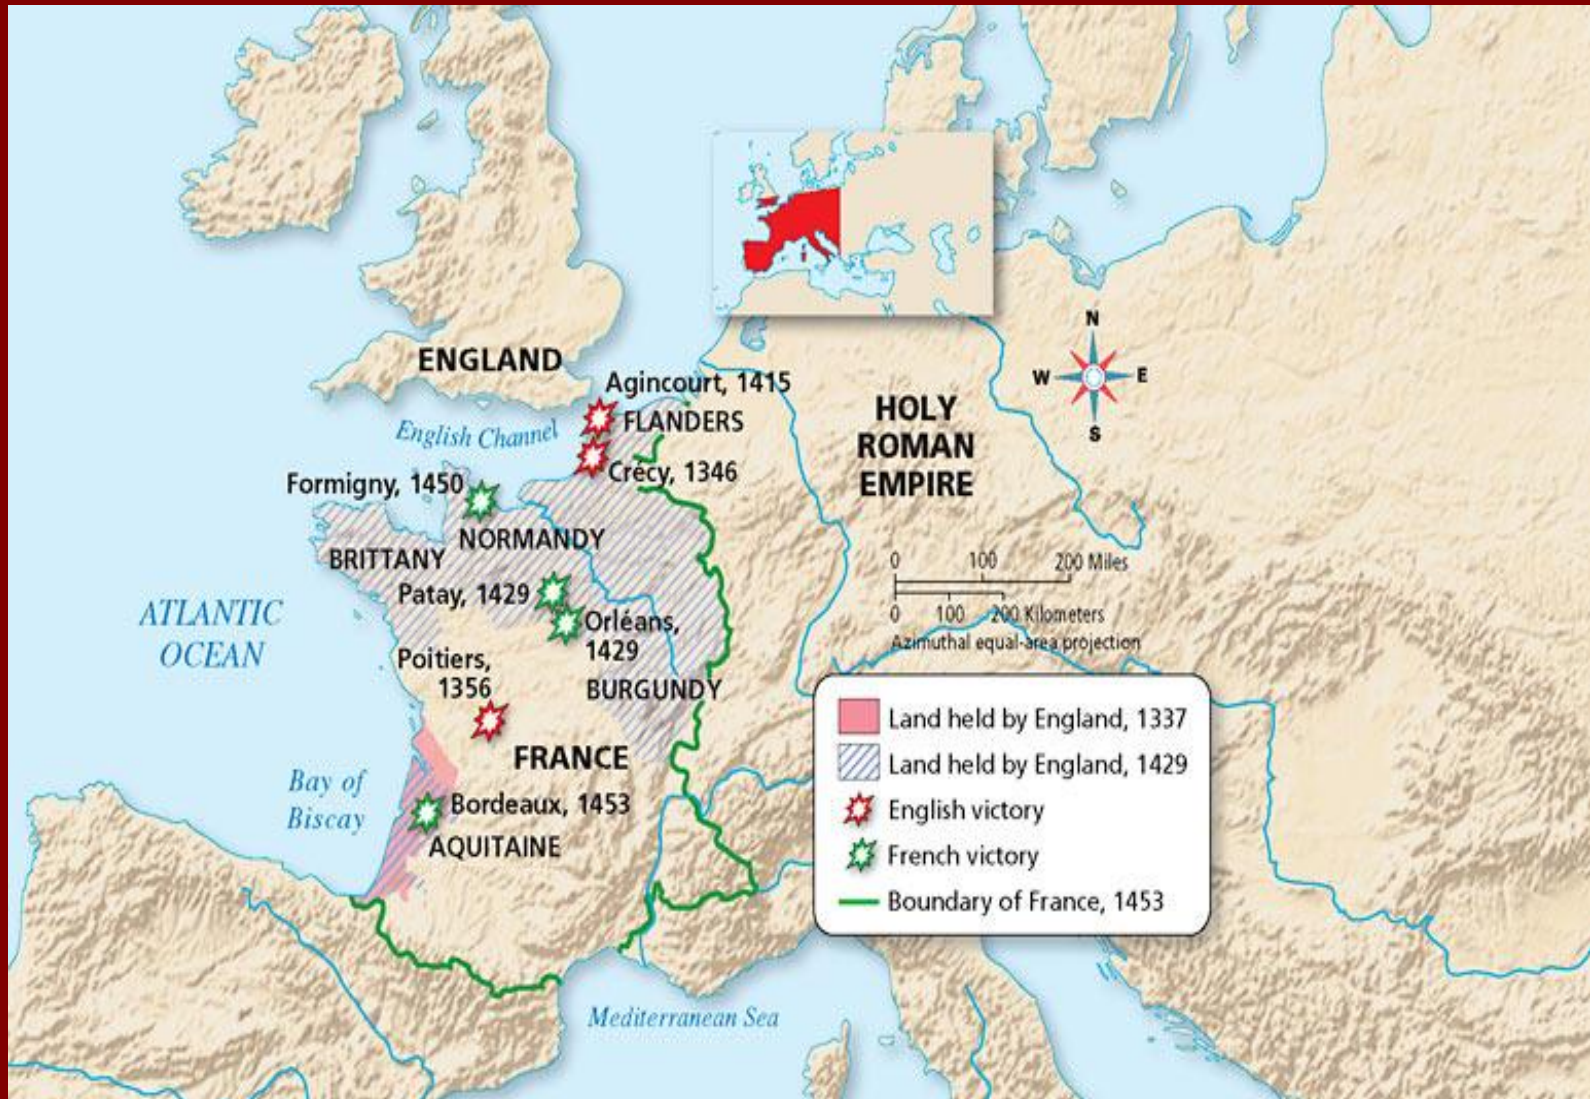 ENGLAND
English Channel
Agincourt, 1415
FLANDERS
Crécy, 1346
Formigny, 1450
NORMANDY
BRITTANY
Patay, 1429
Orléans,
1429
ATLANTIC
OCEAN
Poitiers,
1356
BURGUNDY
FRANCE
Bay of
Biscay
Bordeaux, 1453
AQUITAINE
Mediterranean Sea
HOLY
ROMAN
EMPIRE
N
W
E
S
0 100 200 Miles
0 100 200 Kilometers
Azimuthal equal-area projection
Land held by England, 1337
Land held by England, 1429
English victory
French victory
Boundary of France, 1453